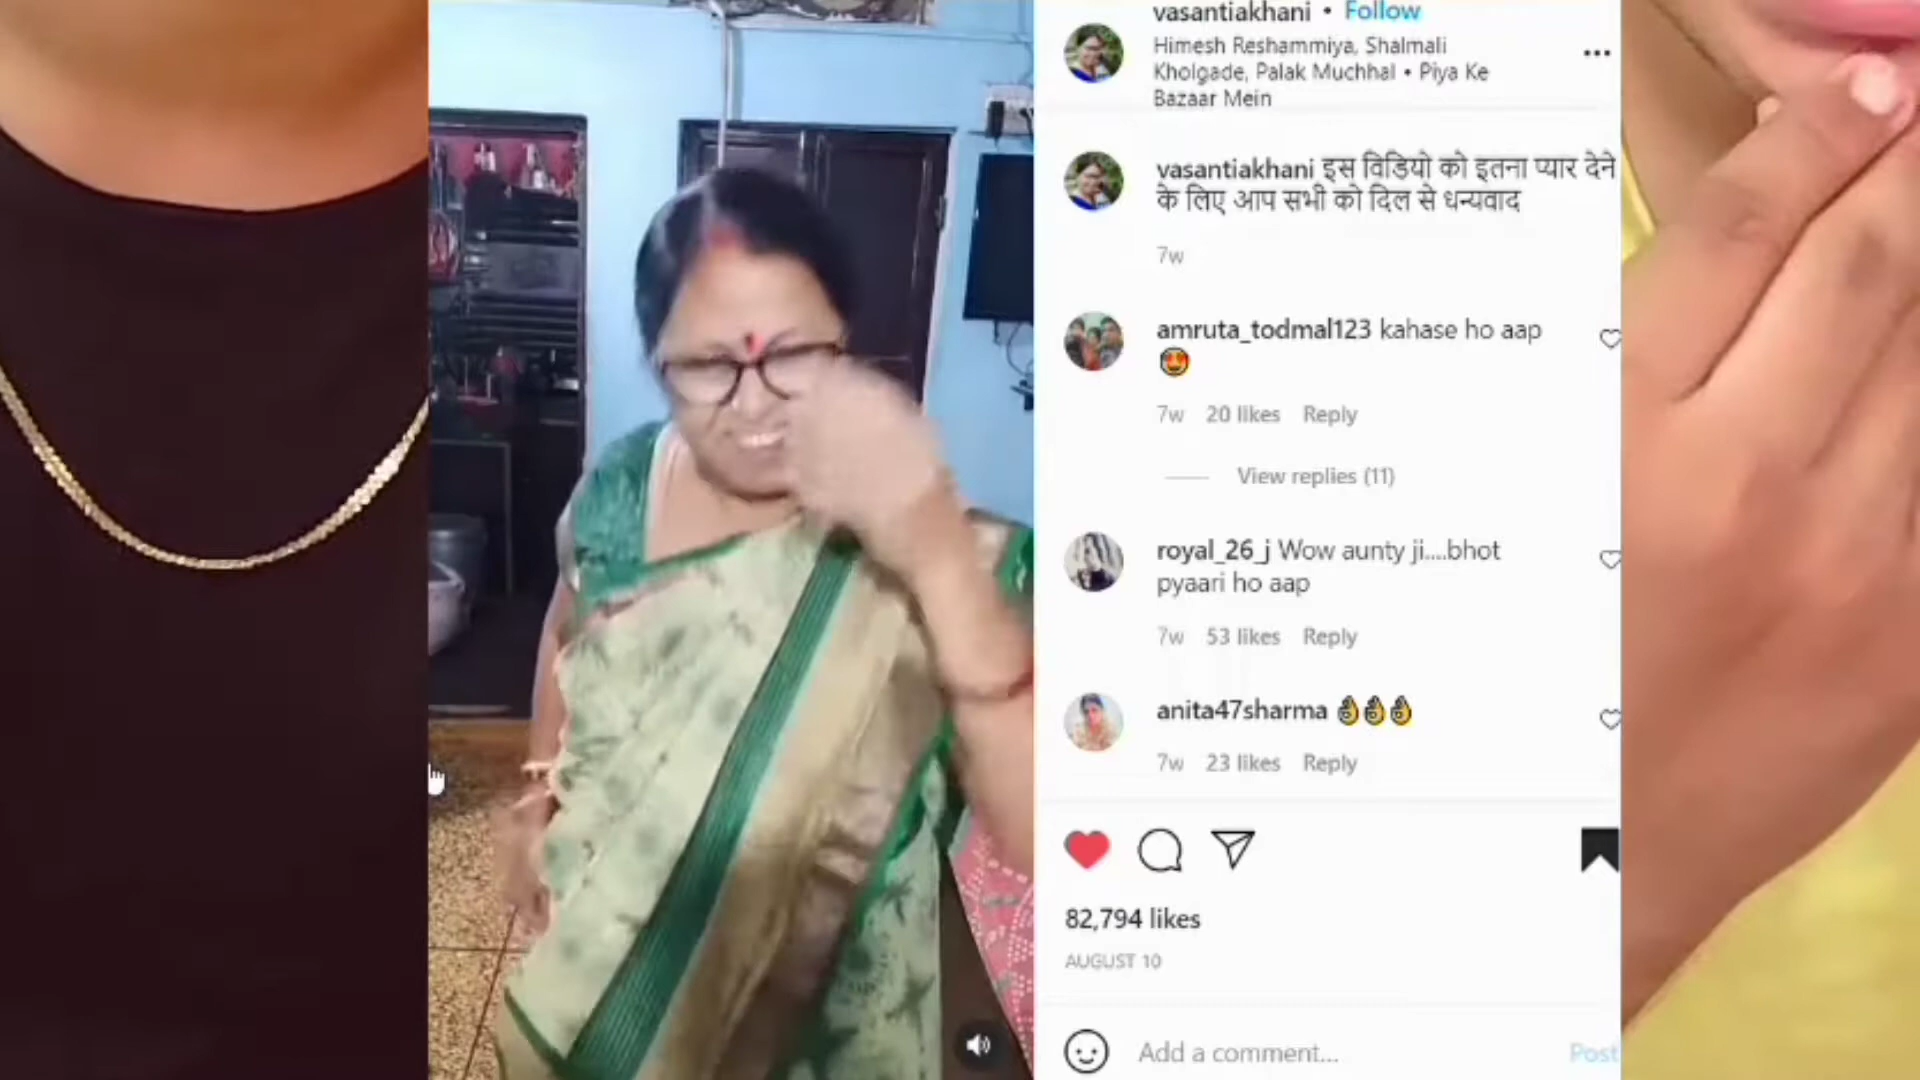 vasantiakhani • Follow
Himesh Reshammiya, Shalmali
Kholgade, Palak Muchhal • Piya Ke
Bazaar Mein
vasantiakhani इस विडियो को इतना प्यार देने
के लिए आप सभी को दिल से धन्यवाद
7w
amruta_todmal123 kahase ho aap
😍
7w 20 likes Reply
View replies (11)
royal_26_j Wow aunty ji....bhot
pyaari ho aap
7w 53 likes Reply
anita47sharma 👌👌👌
7w 23 likes Reply
82,794 likes
AUGUST 10
Add a comment... Post